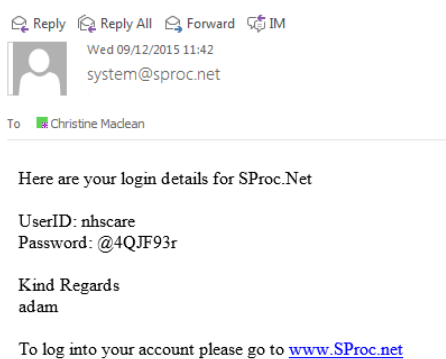 Reply Reply All Forward IM
Wed 09/12/2015 11:42
system@sproc.net
To Christine Maclean
Here are your login details for SProc.Net
UserID: nhscare
Password: @4QJF93r
Kind Regards
adam
To log into your account please go to www.SProc.net